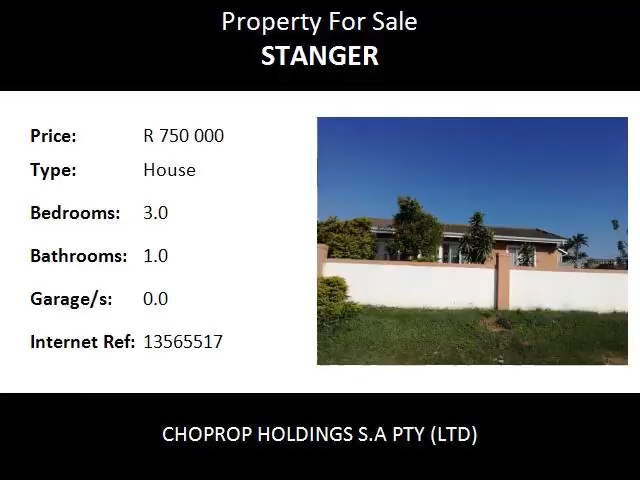 Property For Sale
STANGER
Price: R 750 000
Type: House
Bedrooms: 3.0
Bathrooms: 1.0
Garage/s: 0.0
Internet Ref: 13565517
CHOPROP HOLDINGS S.A PTY (LTD)